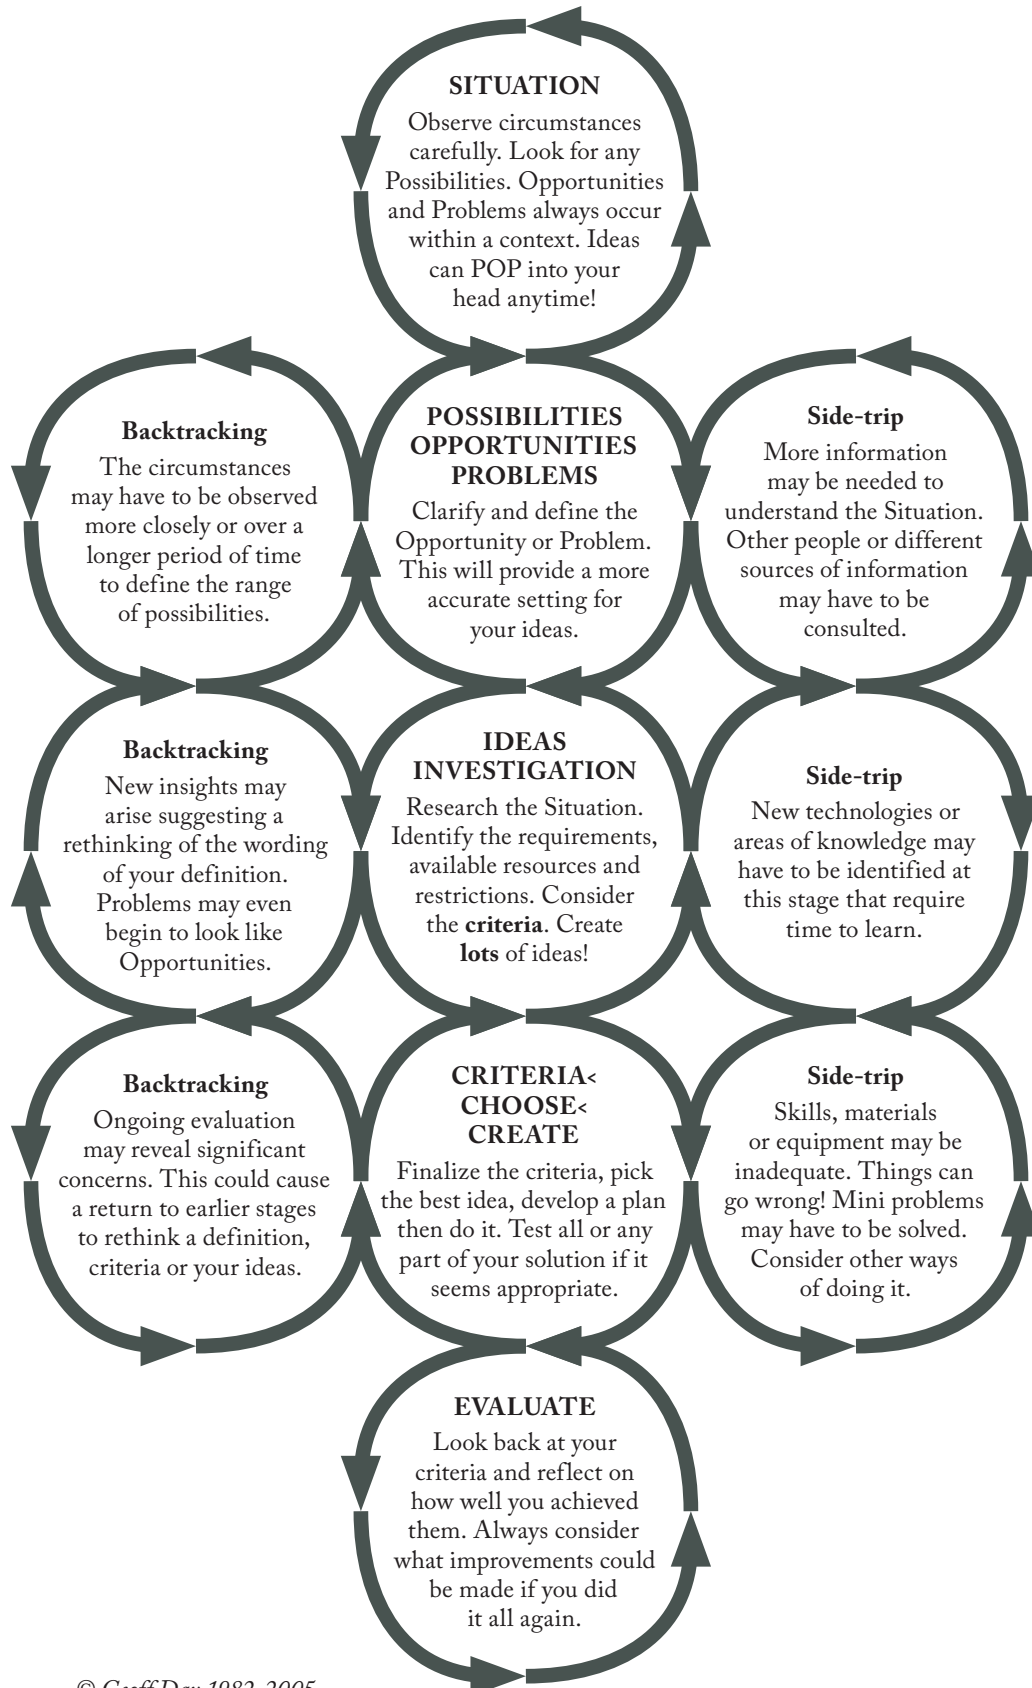 SITUATION
Observe circumstances
carefully. Look for any
Possibilities. Opportunities
and Problems always occur
within a context. Ideas
can POP into your
head anytime!
Backtracking
The circumstances
may have to be observed
more closely or over a
longer period of time
to define the range
of possibilities.
POSSIBILITIES
OPPORTUNITIES
PROBLEMS
Clarify and define the
Opportunity or Problem.
This will provide a more
accurate setting for
your ideas.
Side-trip
More information
may be needed to
understand the Situation.
Other people or different
sources of information
may have to be
consulted.
Backtracking
New insights may
arise suggesting a
rethinking of the wording
of your definition.
Problems may even
begin to look like
Opportunities.
IDEAS
INVESTIGATION
Research the Situation.
Identify the requirements,
available resources and
restrictions. Consider
the criteria. Create
lots of ideas!
Side-trip
New technologies or
areas of knowledge may
have to be identified at
this stage that require
time to learn.
Backtracking
Ongoing evaluation
may reveal significant
concerns. This could cause
a return to earlier stages
to rethink a definition,
criteria or your ideas.
CRITERIA<
CHOOSE<
CREATE
Finalize the criteria, pick
the best idea, develop a plan
then do it. Test all or any
part of your solution if it
seems appropriate.
Side-trip
Skills, materials
or equipment may be
inadequate. Things can
go wrong! Mini problems
may have to be solved.
Consider other ways
of doing it.
EVALUATE
Look back at your
criteria and reflect on
how well you achieved
them. Always consider
what improvements could
be made if you did
it all again.
© Geoff Day 1982-2005